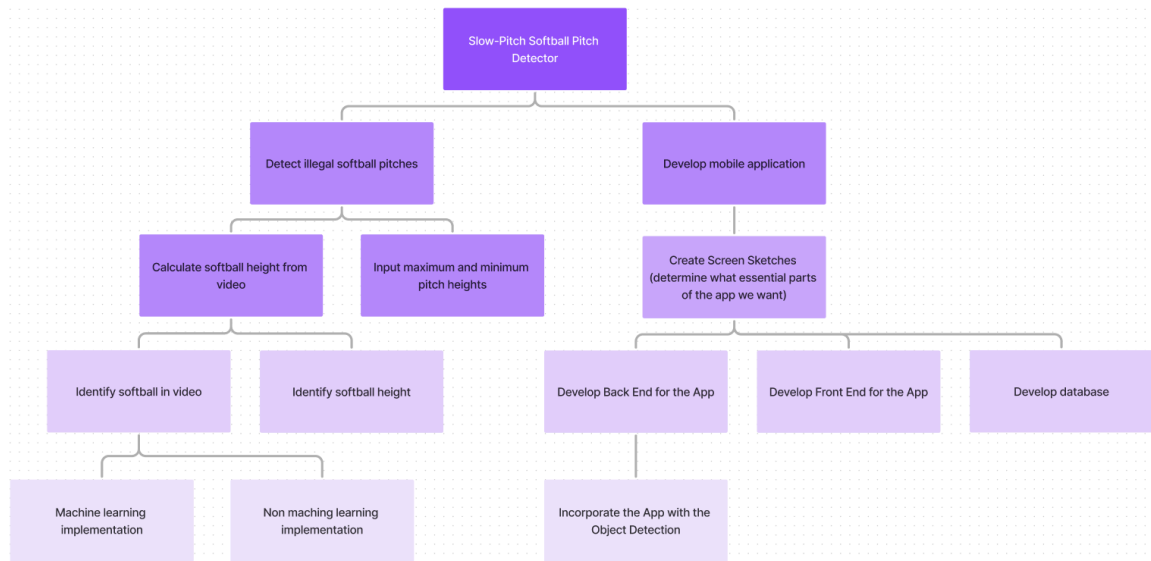 Slow-Pitch Softball Pitch
Detector
Detect illegal softball pitches
Develop mobile application
Calculate softball height from
video
Input maximum and minimum
pitch heights
Create Screen Sketches
(determine what essential parts
of the app we want)
Identify softball in video
Identify softball height
Develop Back End for the App
Develop Front End for the App
Develop database
Machine learning
implementation
Non maching learning
implementation
Incorporate the App with the
Object Detection